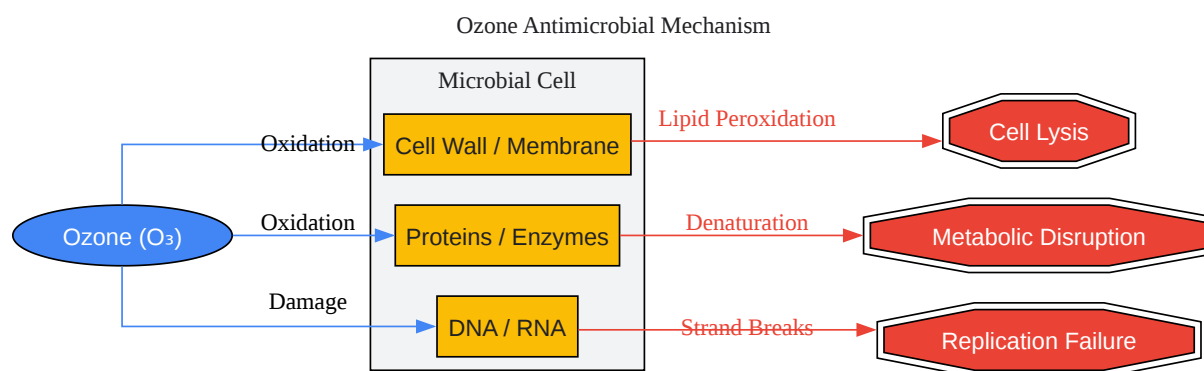 Ozone Antimicrobial Mechanism
Microbial Cell
Ozone (O₃)
Oxidation
Cell Wall / Membrane
Lipid Peroxidation
Cell Lysis
Oxidation
Proteins / Enzymes
Denaturation
Metabolic Disruption
Damage
DNA / RNA
Strand Breaks
Replication Failure